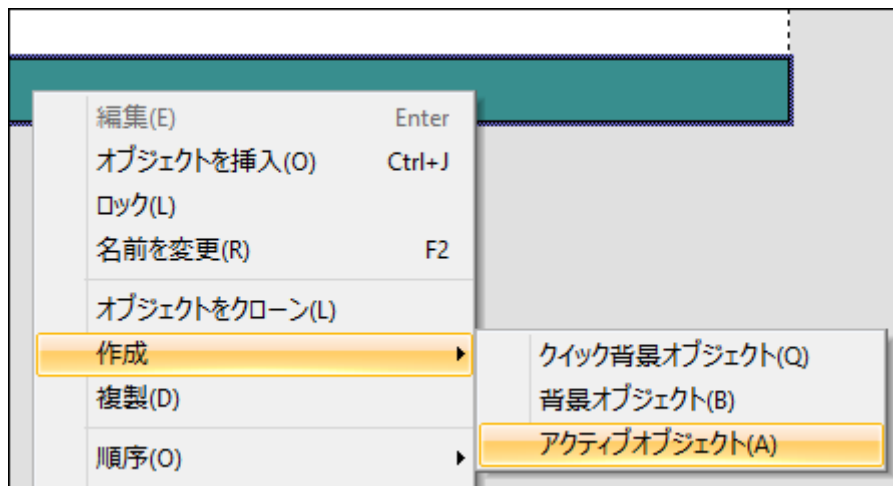 編集(E) Enter
オブジェクトを挿入(O) Ctrl+J
ロック(L)
名前を変更(R) F2
オブジェクトをクローン(L)
作成
クイック背景オブジェクト(Q)
複製(D)
背景オブジェクト(B)
アクティブオブジェクト(A)
順序(O)